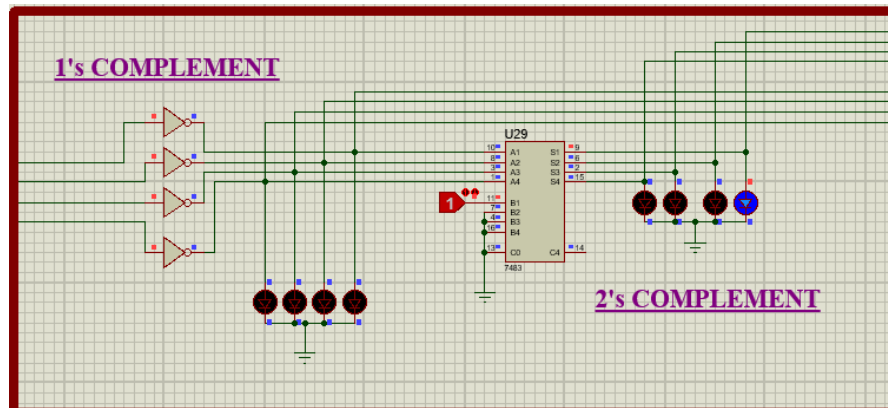 1's COMPLEMENT
U29
10 A1 S1 9
8 A2 S2 6
3 A3 S3 2
1 A4 S4 15
1
11 B1
7 B2
4 B3
16 B4
13 C0 C4 14
7483
2's COMPLEMENT